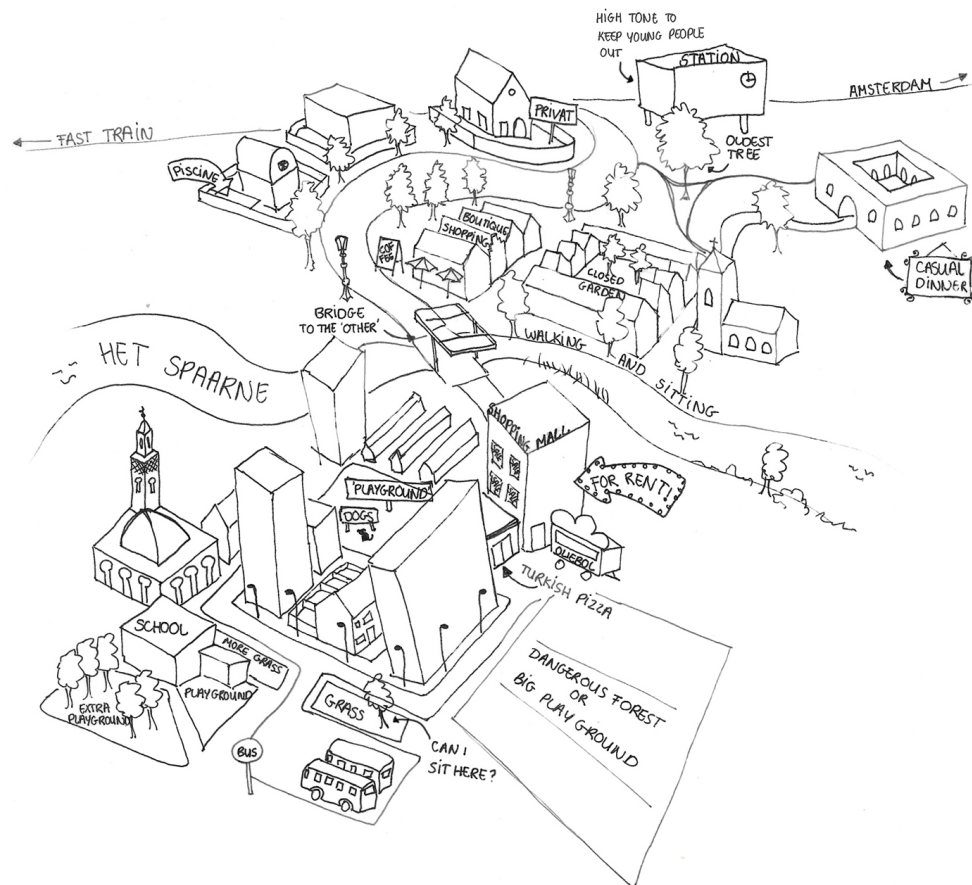 HIGH TONE TO
KEEP YOUNG PEOPLE
OUT
STATION
AMSTERDAM
FAST TRAIN
PRIVAT
OLDEST
TREE
PISCINE
BOUTIQUE
SHOPPING
COF
FEE
CLOSED
GARDEN
CASUAL
DINNER
BRIDGE
TO THE 'OTHER'
WALKING AND SITTING
HET SPAARNE
SHOPPING MALL
'PLAYGROUND'
FOR RENT!
DOGS
OLIEBOL
TURKISH PIZZA
SCHOOL
MORE GRASS
PLAYGROUND
EXTRA
PLAYGROUND
GRASS
DANGEROUS FOREST
OR
BIG PLAY GROUND
BUS
CAN I
SIT HERE?